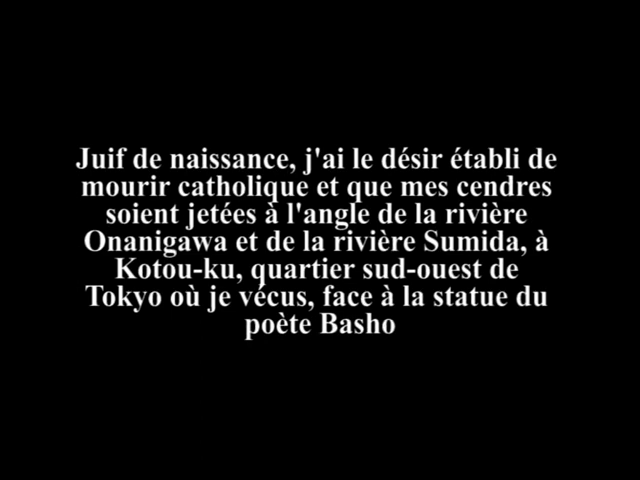 Juif de naissance, j'ai le désir établi de
mourir catholique et que mes cendres
soient jetées à l'angle de la rivière
Onanigawa et de la rivière Sumida, à
Kotou-ku, quartier sud-ouest de
Tokyo où je vécus, face à la statue du
poète Basho